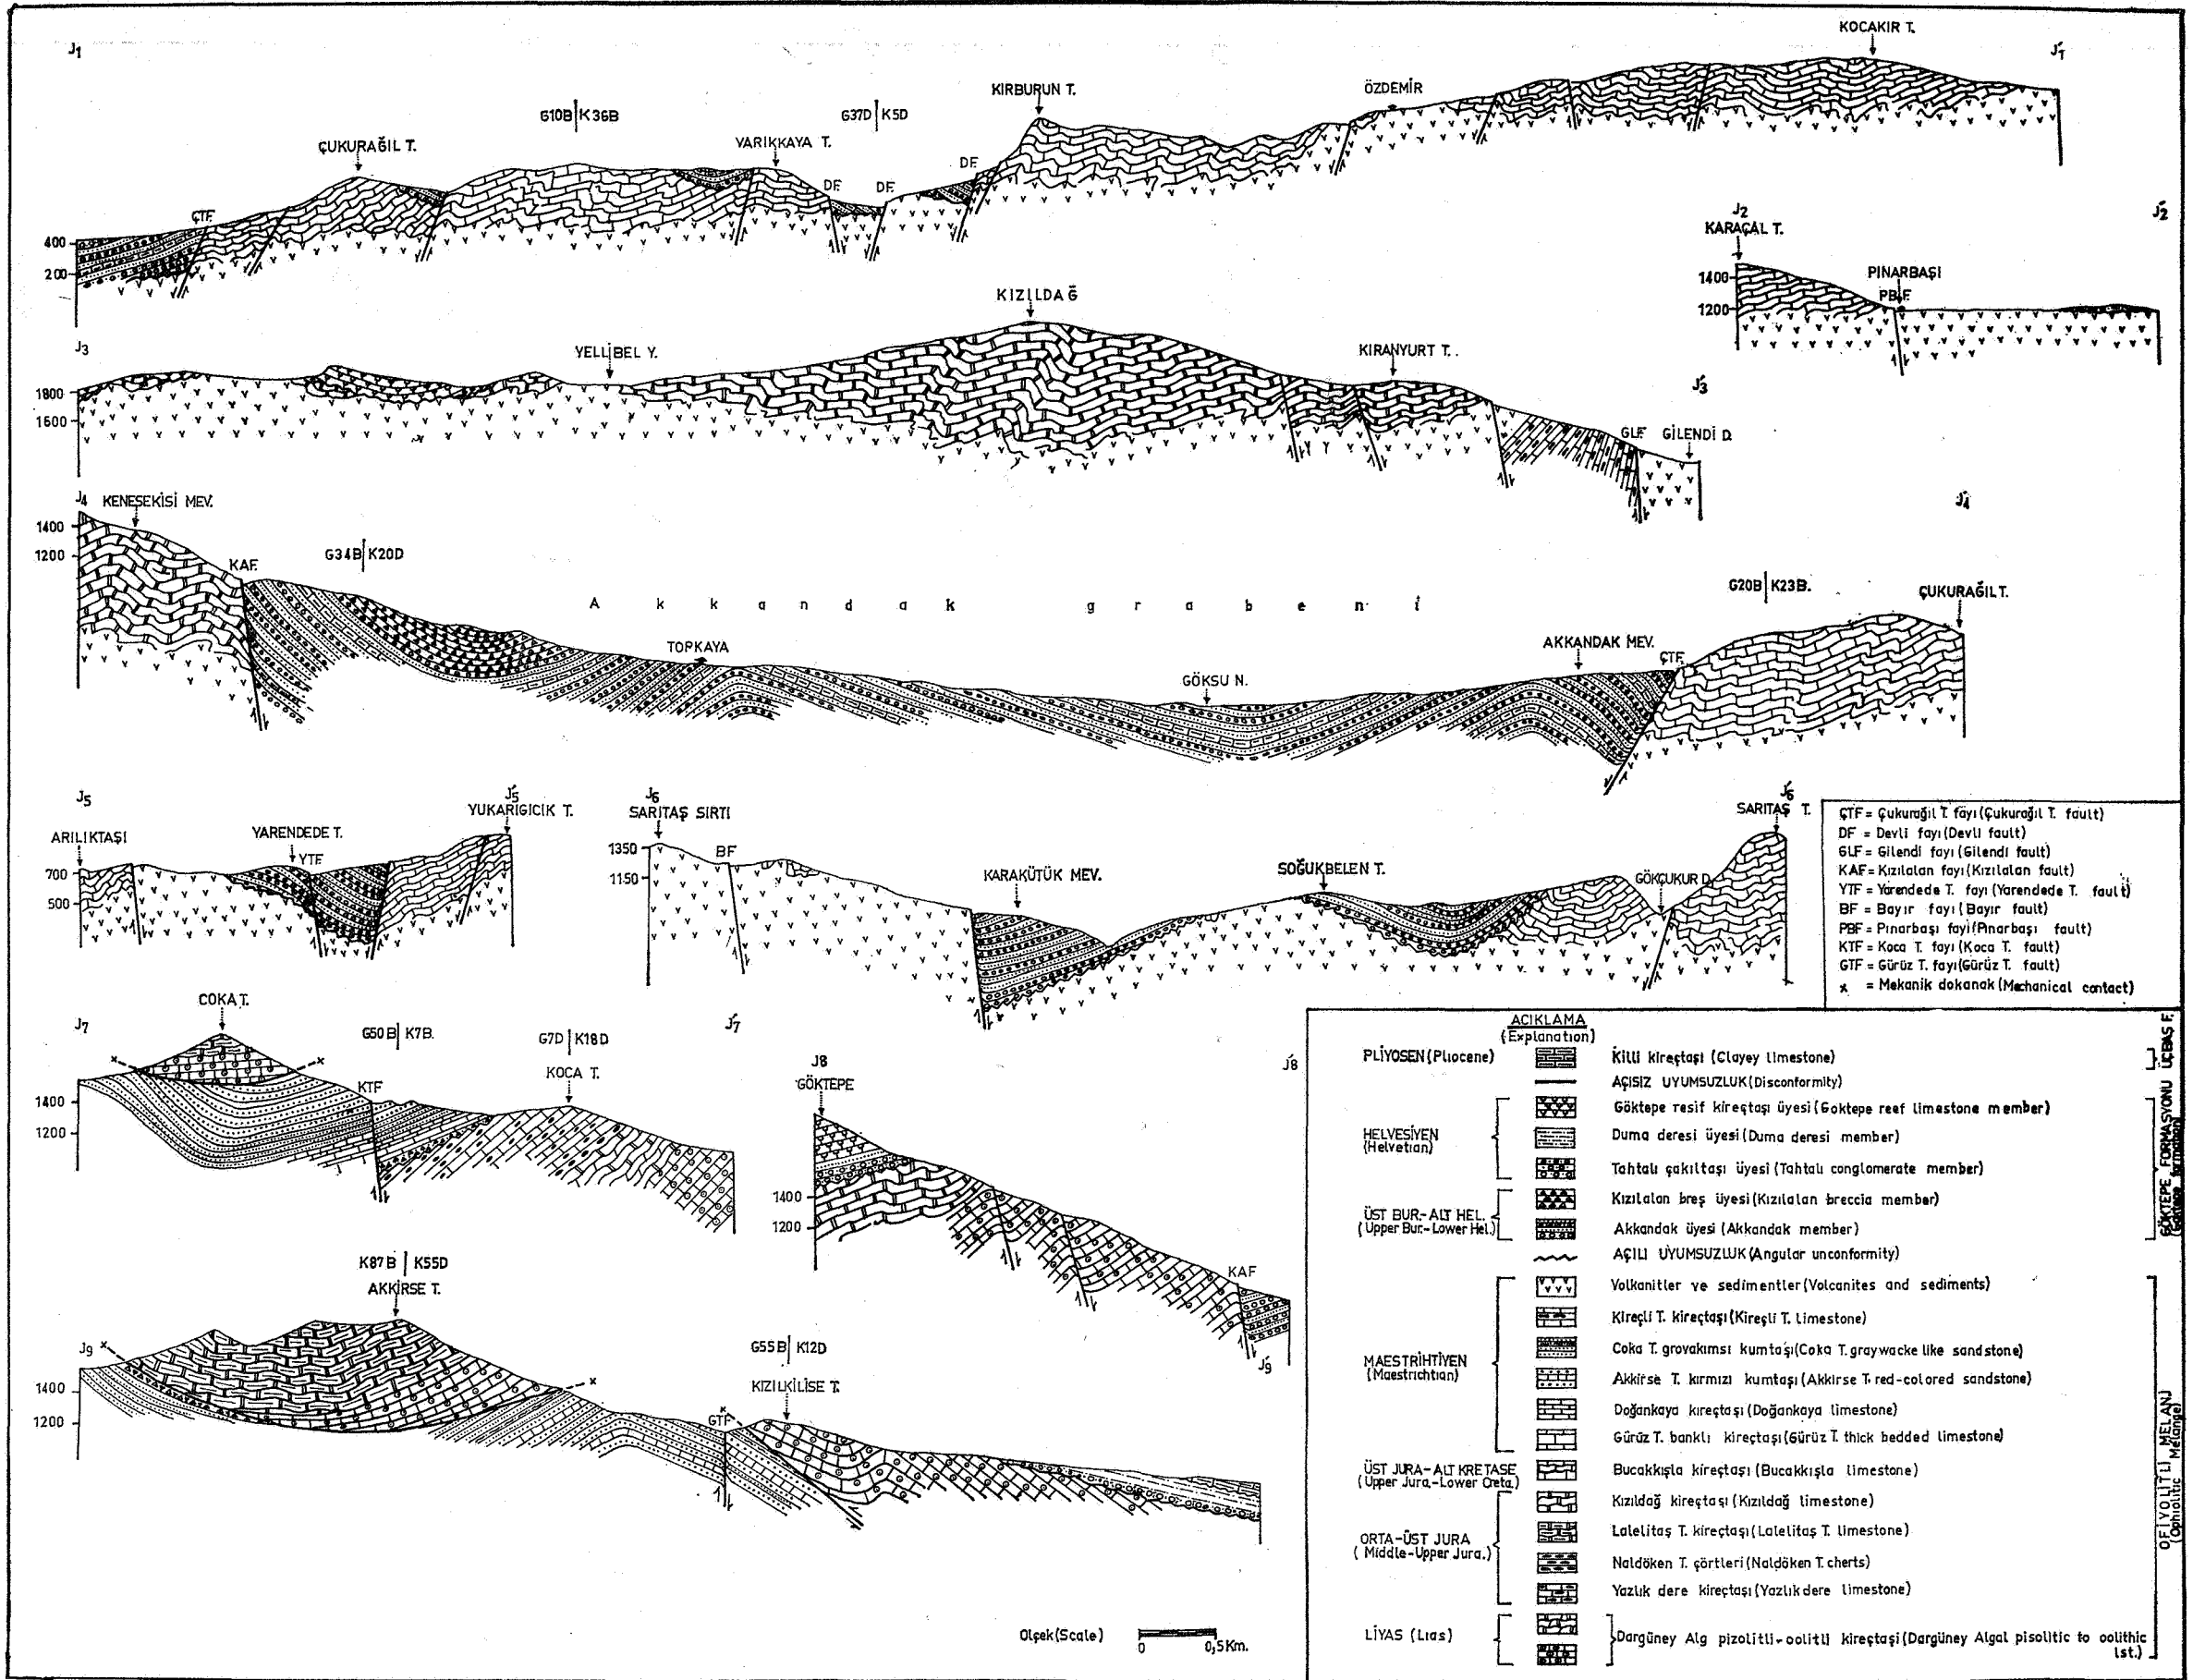 J1
J'1
KOCAKIR T.
ÖZDEMİR
KIRBURUN T.
G10B|K36B
G37D|K5D
VARIKKAYA T.
ÇUKURAĞIL T.
DF.
DF.
DF.
ÇTF.
400
200
J2
J'2
KARAÇAL T.
1400
1200
PINARBAŞI
PB.F.
J3
J'3
YELLİBEL Y.
KIZILDAĞ
KIRANYURT T.
1800
1600
GLF.
GİLENDİ D.
J4
J'4
KENESEKİSİ MEV.
1400
1200
KAF.
G34B|K20D
Akkandak grabeni
TOPKAYA
GÖKSU N.
AKKANDAK MEV.
ÇTF.
G20B|K23B.
ÇUKURAĞIL T.
J5
J'5
YUKARIGICIK T.
ARILIKTAŞI
YARENDEDE T.
YTF
700
500
J6
J'6
SARITAŞ SIRTI
SARITAŞ T.
1350
1150
BF
KARAKÜTÜK MEV.
SOĞUKBELEN T.
GÖKÇUKUR D.
ÇTF = Çukurağıl T. fayı (Çukurağıl T. fault)
DF = Devli fayı (Devli fault)
GLF = Gilendi fayı (Gilendi fault)
KAF = Kızılalan fayı (Kızılalan fault)
YTF = Yarendede T. fayı (Yarendede T. fault)
BF = Bayır fayı (Bayır fault)
PBF = Pınarbaşı fayi (Pınarbaşı fault)
KTF = Koca T. fayı (Koca T. fault)
GTF = Gürüz T. fayı (Gürüz T. fault)
x = Mekanik dokanak (Mechanical contact)
J7
J'7
COKA T.
x
x
G50B|K7B.
G7D|K18D
KOCA T.
KTF
1400
1200
J8
J'8
GÖKTEPE
1400
1200
KAF
J9
J'9
K87B|K55D
AKKİRSE T.
x
x
1400
1200
G55B|K12D
KIZILKİLİSE T.
GTF
x
Olçek (Scale)
0 0,5 Km.
ACIKLAMA
(Explanation)
PLİYOSEN (Pliocene)
Killi kireçtaşı (Clayey limestone)
AÇISIZ UYUMSUZLUK (Disconformity)
HELVESİYEN
(Helvetian)
Göktepe resif kireçtaşı üyesi (Goktepe reef limestone member)
Duma deresi üyesi (Duma deresi member)
Tahtalı çakıltaşı üyesi (Tahtalı conglomerate member)
ÜST BUR.-ALT HEL.
(Upper Bur.-Lower Hel.)
Kızılalan breş üyesi (Kızılalan breccia member)
Akkandak üyesi (Akkandak member)
AÇILI UYUMSUZLUK (Angular unconformity)
MAESTRİHTİYEN
(Maestrichtian)
Volkanitler ve sedimentler (Volcanites and sediments)
Kireçli T. kireçtaşı (Kireçli T. limestone)
Coka T. grovakımsı kumtaşı (Coka T. graywacke like sandstone)
Akkirse T. kırmızı kumtaşı (Akkirse T. red-colored sandstone)
Doğankaya kireçtaşı (Doğankaya limestone)
Gürüz T. banklı kireçtaşı (Gürüz T. thick bedded limestone)
ÜST JURA-ALT KRETASE
(Upper Jura.-Lower Creta.)
Bucakkışla kireçtaşı (Bucakkışla limestone)
ORTA-ÜST JURA
(Middle-Upper Jura.)
Kızıldağ kireçtaşı (Kızıldağ limestone)
Lalelitaş T. kireçtaşı (Lalelitaş T. limestone)
Naldöken T. çörtleri (Naldöken T. cherts)
Yazlık dere kireçtaşı (Yazlık dere limestone)
LİYAS (Lias)
Dargüney Alg pizolitli-oolitli kireçtaşi (Dargüney Algal pisolitic to oolithic
lst.)
ÜÇBAŞ F.
GÖKTEPE FORMASYONU
(Göktepe formation)
OFİYOLİTLİ MELANJ
(Ophiolitic Melange)